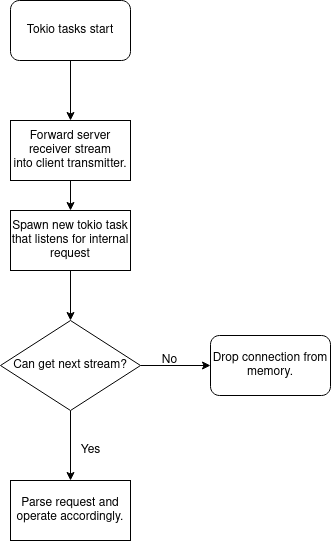 Tokio tasks start
Forward server
receiver stream
into client transmitter.
Spawn new tokio task
that listens for internal
request
Can get next stream?
No
Drop connection from
memory.
Yes
Parse request and
operate accordingly.